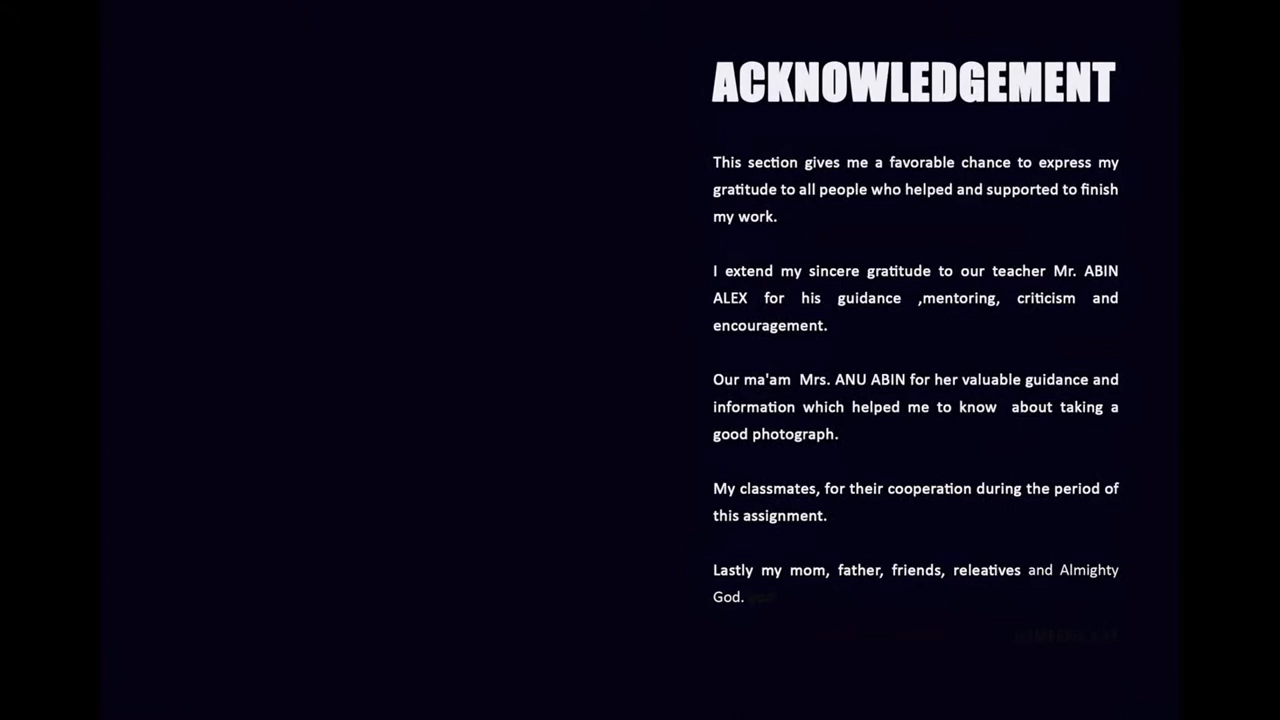 ACKNOWLEDGEMENT
This section gives me a favorable chance to express my
gratitude to all people who helped and supported to finish
my work.
I extend my sincere gratitude to our teacher Mr. ABIN
ALEX for his guidance ,mentoring, criticism and
encouragement.
Our ma'am Mrs. ANU ABIN for her valuable guidance and
information which helped me to know about taking a
good photograph.
My classmates, for their cooperation during the period of
this assignment.
Lastly my mom, father, friends, releatives and Almighty
God.